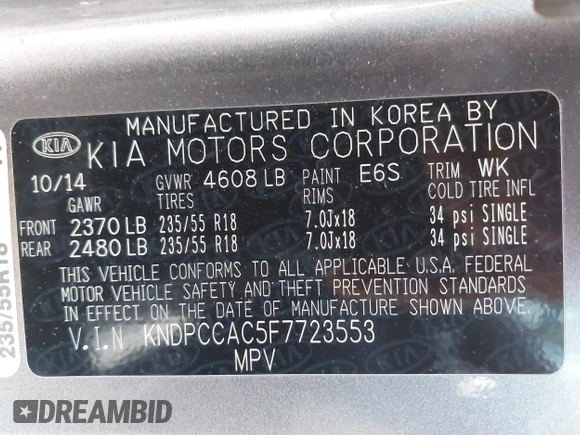 MANUFACTURED IN KOREA BY
KIA KIA MOTORS CORPORATION
10/14 GVWR 4608 LB PAINT E6S TRIM WK
GAWR TIRES RIMS COLD TIRE INFL
FRONT 2370 LB 235/55 R18 7.0Jx18 34 psi SINGLE
REAR 2480 LB 235/55 R18 7.0Jx18 34 psi SINGLE
THIS VEHICLE CONFORMS TO ALL APPLICABLE U.S.A. FEDERAL
MOTOR VEHICLE SAFETY AND THEFT PREVENTION STANDARDS
IN EFFECT ON THE DATE OF MANUFACTURE SHOWN ABOVE.
V.I.N KNDPCCAC5F7723553
MPV
235/55R18
DREAMBID